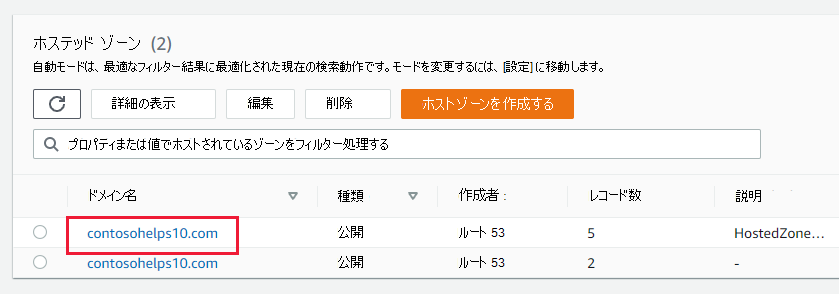 ホステッド ゾーン (2)
自動モードは、最適なフィルター結果に最適化された現在の検索動作です。モードを変更するには、[設定] に移動します。
詳細の表示 編集 削除 ホストゾーンを作成する
プロパティまたは値でホストされているゾーンをフィルター処理する
ドメイン名 種類 作成者 : レコード数 説明
contosohelps10.com 公開 ルート 53 5 HostedZone...
contosohelps10.com 公開 ルート 53 2 -